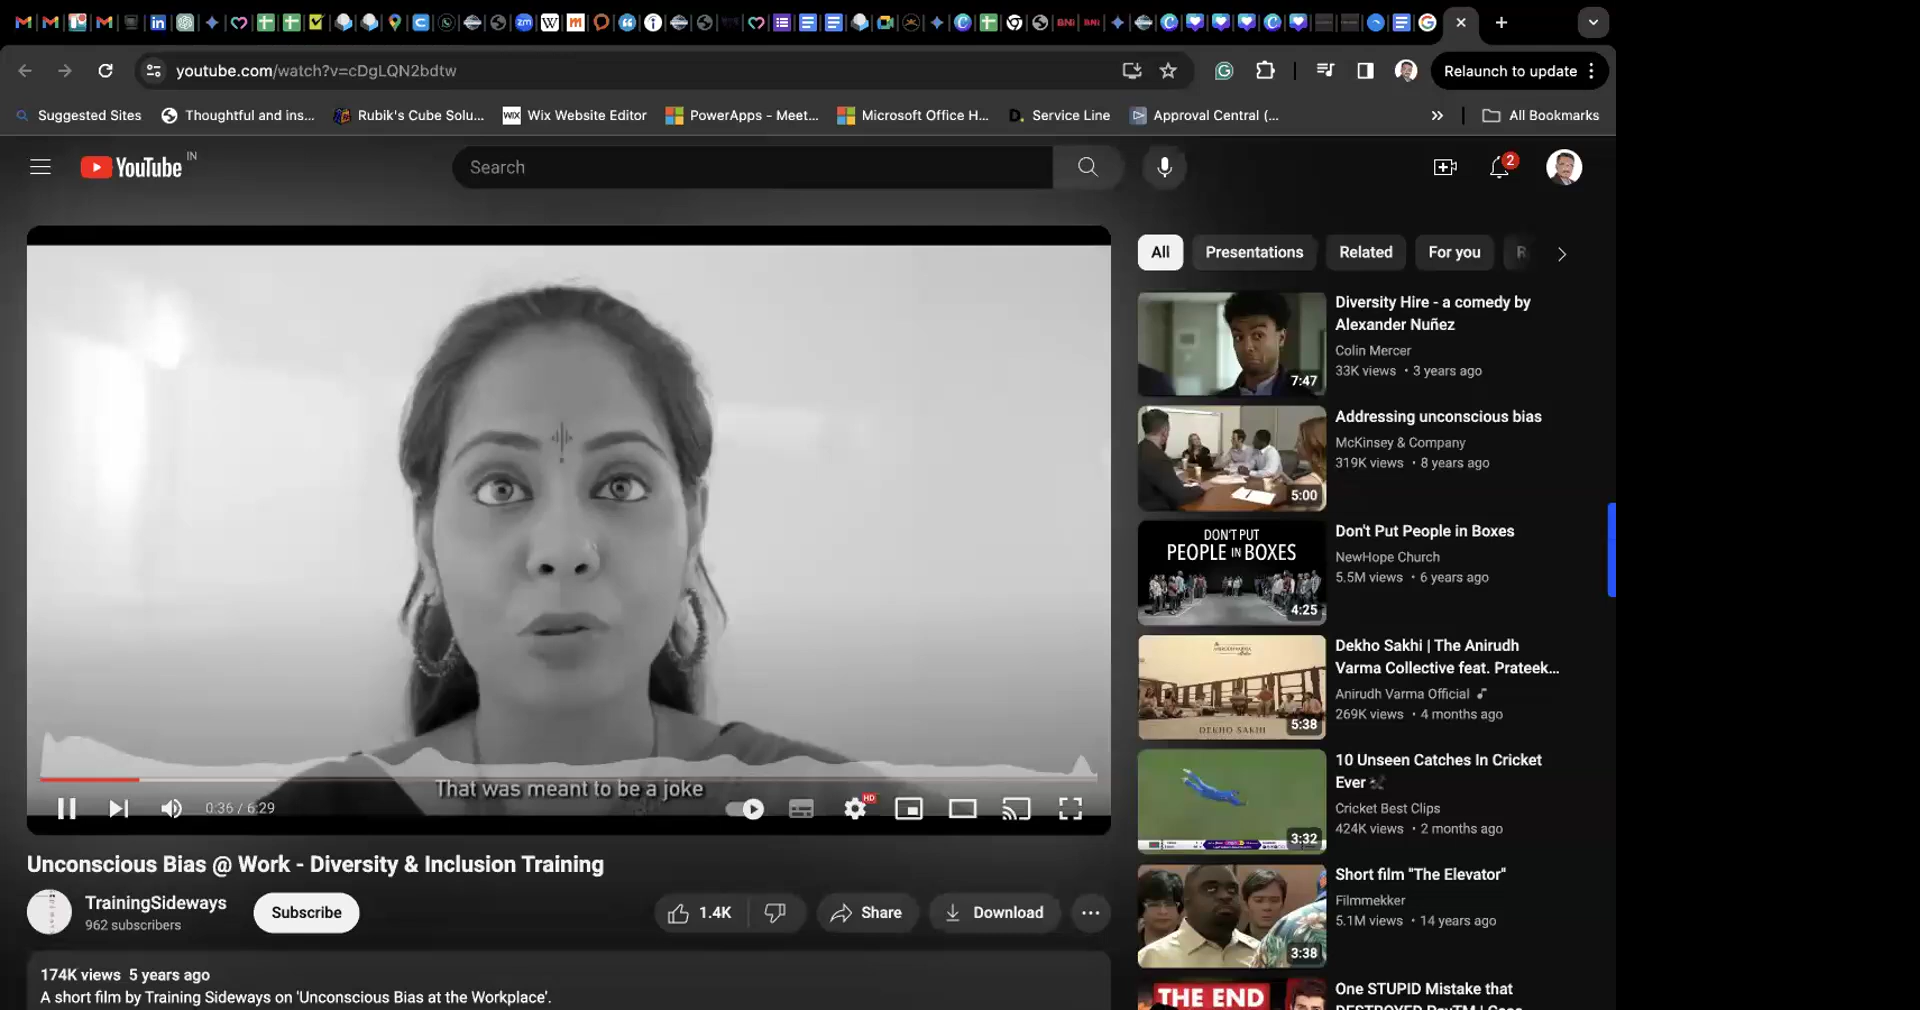 youtube.com/watch?v=cDgLQN2bdtw
Relaunch to update
Suggested Sites
Thoughtful and ins...
Rubik's Cube Solu...
WIX Wix Website Editor
PowerApps - Meet...
Microsoft Office H...
D. Service Line
Approval Central (...
All Bookmarks
YouTube IN
Search
2
That was meant to be a joke
0:36 / 6:29
HD
Unconscious Bias @ Work - Diversity & Inclusion Training
TrainingSideways
962 subscribers
Subscribe
1.4K
Share
Download
174K views 5 years ago
A short film by Training Sideways on 'Unconscious Bias at the Workplace'.
All
Presentations
Related
For you
7:47
Diversity Hire - a comedy by
Alexander Nuñez
Colin Mercer
33K views • 3 years ago
5:00
Addressing unconscious bias
McKinsey & Company
319K views • 8 years ago
DON'T PUT
PEOPLE IN BOXES
4:25
Don't Put People in Boxes
NewHope Church
5.5M views • 6 years ago
DEKHO SAKHI
5:38
Dekho Sakhi | The Anirudh
Varma Collective feat. Prateek...
Anirudh Varma Official
269K views • 4 months ago
3:32
10 Unseen Catches In Cricket
Ever
Cricket Best Clips
424K views • 2 months ago
3:38
Short film "The Elevator"
Filmmekker
5.1M views • 14 years ago
THE END
One STUPID Mistake that